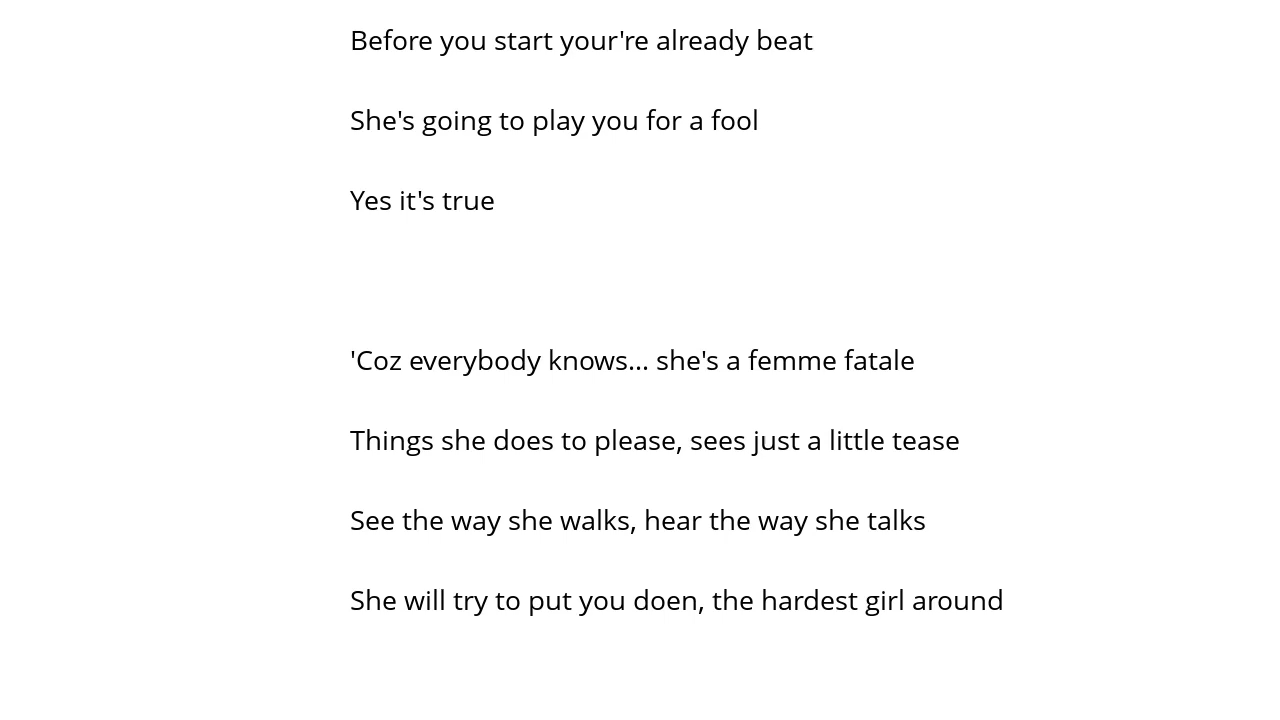 Before you start your're already beat
She's going to play you for a fool
Yes it's true
'Coz everybody knows... she's a femme fatale
Things she does to please, sees just a little tease
See the way she walks, hear the way she talks
She will try to put you doen, the hardest girl around